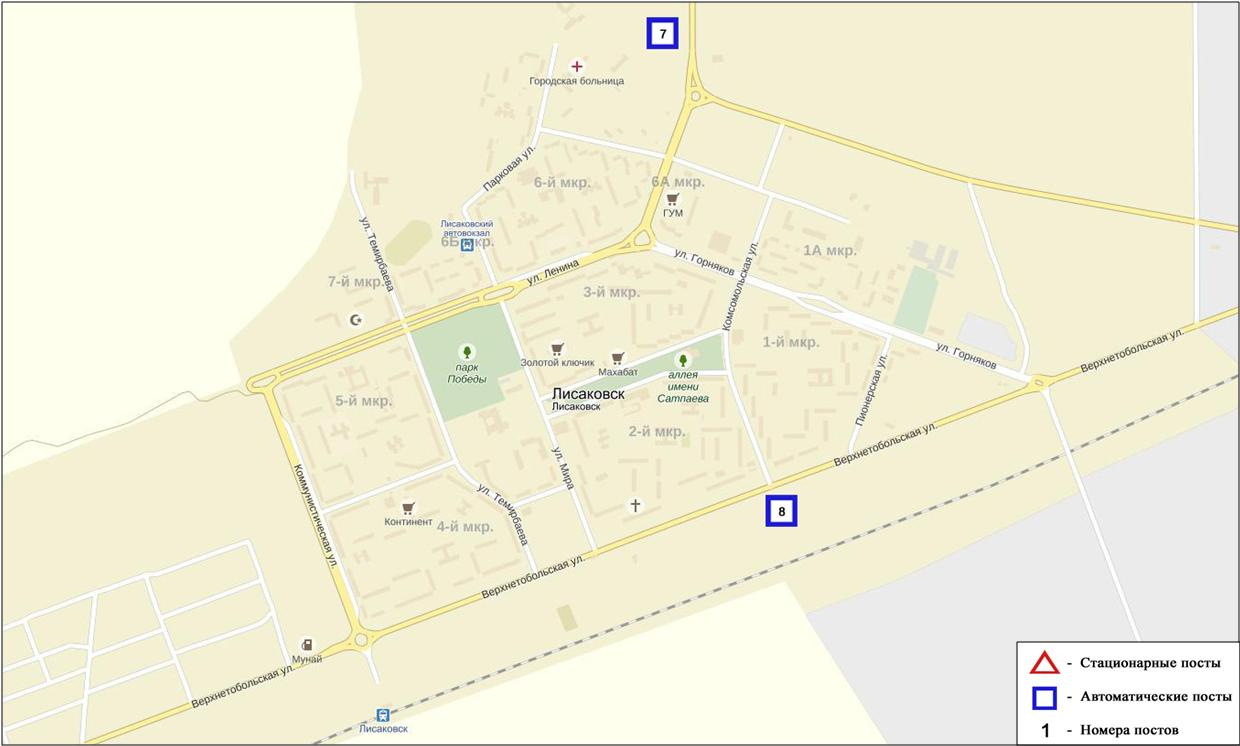 7
Городская больница
Парковая ул.
6-й мкр.
6А мкр.
ГУМ
Лисаковский
автовокзал
6Б мкр.
ул. Темирбаева
ул. Горняков
Комсомольская ул.
1А мкр.
ул. Ленина
7-й мкр.
3-й мкр.
1-й мкр.
ул. Горняков
Верхнетобольская ул.
Золотой ключик
Махабат
парк
Победы
аллея
имени
Сатпаева
Лисаковск
Лисаковск
5-й мкр.
2-й мкр.
Пионерская ул.
Верхнетобольская ул.
ул. Мира
Коммунистическая ул.
ул. Темирбаева
Континент
4-й мкр.
8
Верхнетобольская ул.
Мунай
Верхнетобольская ул.
Лисаковск
- Стационарные посты
- Автоматические посты
1 - Номера постов